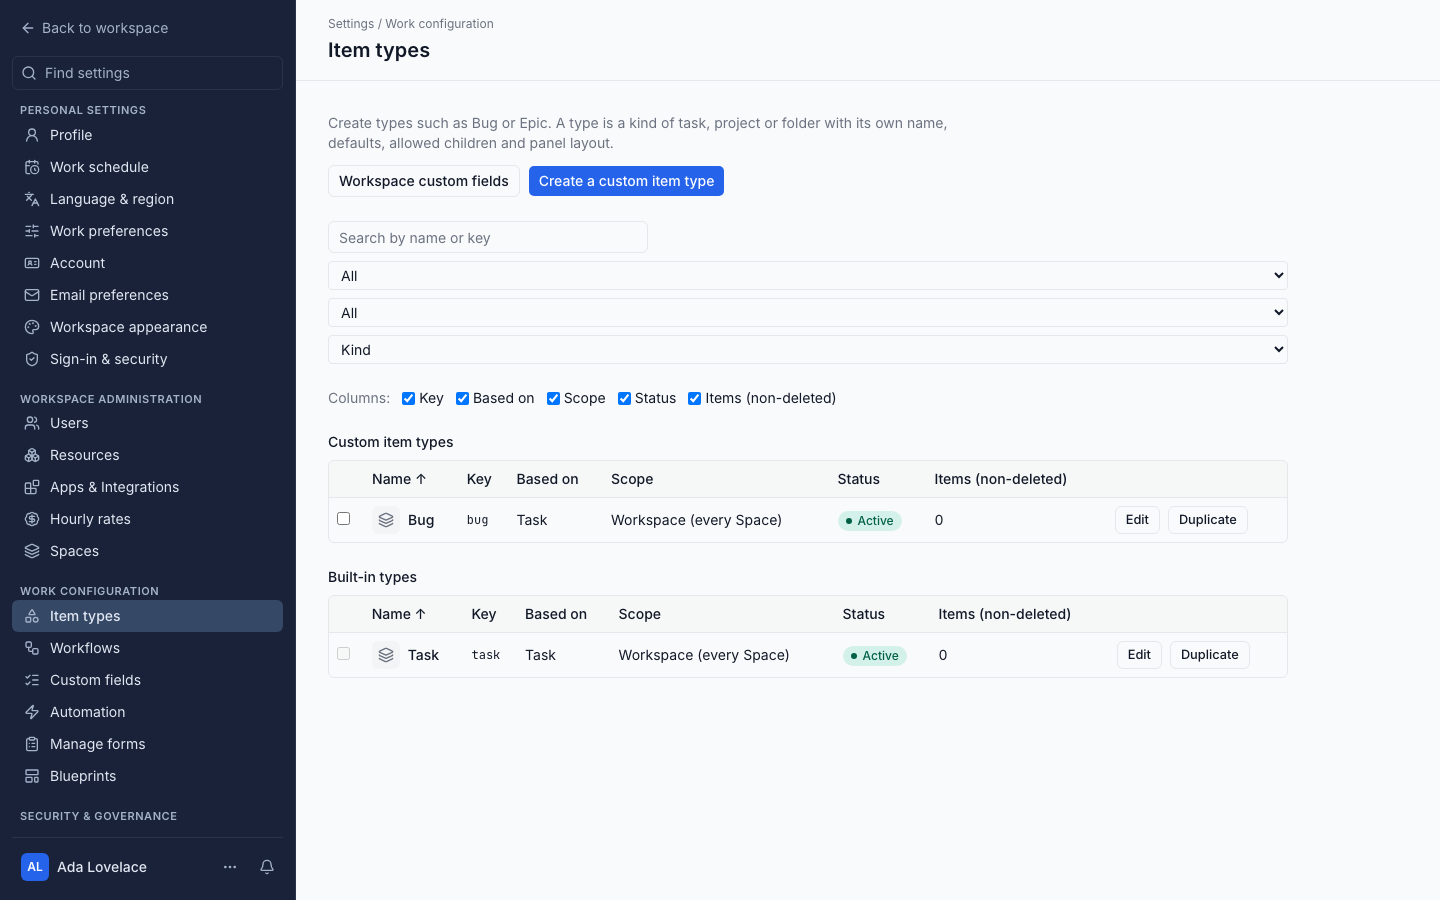 Back to workspace
Find settings
PERSONAL SETTINGS
Profile
Work schedule
Language & region
Work preferences
Account
Email preferences
Workspace appearance
Sign-in & security
WORKSPACE ADMINISTRATION
Users
Resources
Apps & Integrations
Hourly rates
Spaces
WORK CONFIGURATION
Item types
Workflows
Custom fields
Automation
Manage forms
Blueprints
SECURITY & GOVERNANCE
AL Ada Lovelace
Settings / Work configuration
Item types
Create types such as Bug or Epic. A type is a kind of task, project or folder with its own name,
defaults, allowed children and panel layout.
Workspace custom fields Create a custom item type
Search by name or key
All
All
Kind
Columns: Key Based on Scope Status Items (non-deleted)
Custom item types
Name ↑ Key Based on Scope Status Items (non-deleted)
Bug bug Task Workspace (every Space) Active 0 Edit Duplicate
Built-in types
Name ↑ Key Based on Scope Status Items (non-deleted)
Task task Task Workspace (every Space) Active 0 Edit Duplicate